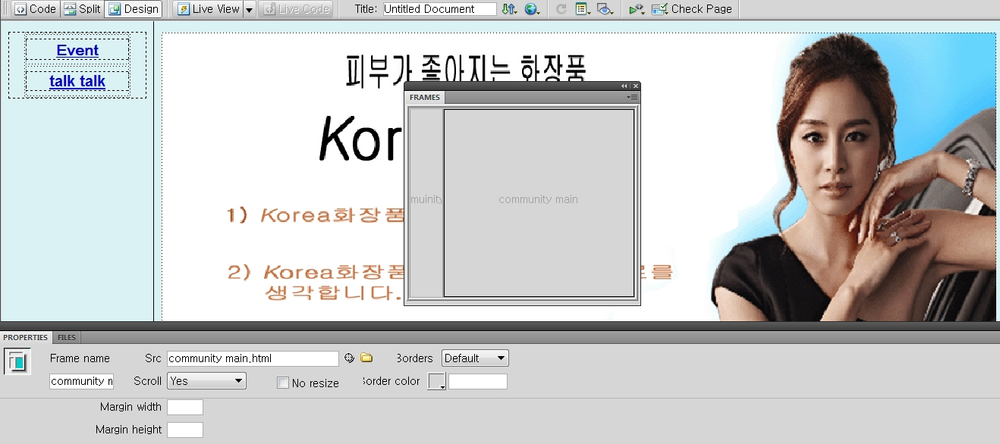 Code Split Design Live View Live Code Title: Untitled Document Check Page
Event
talk talk
피부가 좋아지는 화장품
Kor
1) Korea화장품
2) Korea화장품 를
생각합니다.
FRAMES
muinity community main
PROPERTIES FILES
Frame name Src community main.html Borders Default
community Scroll Yes No resize Border color
Margin width
Margin height